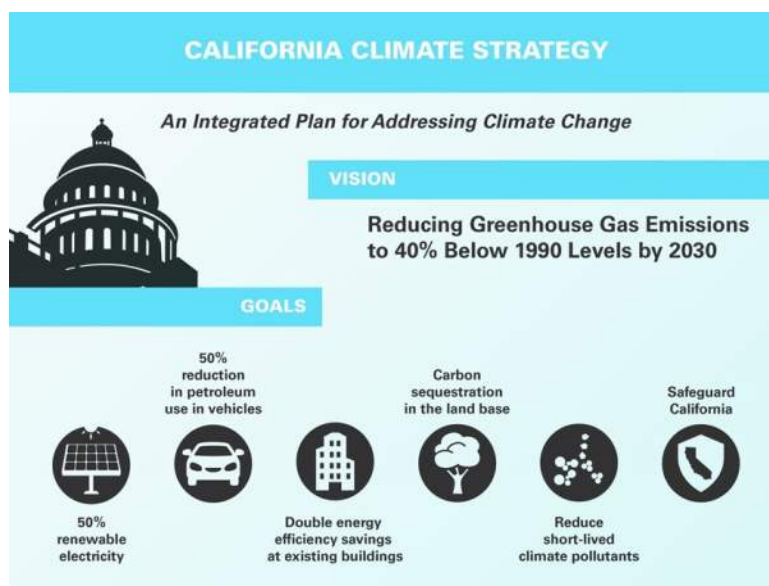 CALIFORNIA CLIMATE STRATEGY
An Integrated Plan for Addressing Climate Change
VISION
Reducing Greenhouse Gas Emissions
to 40% Below 1990 Levels by 2030
GOALS
50%
renewable
electricity
50%
reduction
in petroleum
use in vehicles
Double energy
efficiency savings
at existing buildings
Carbon
sequestration
in the land base
Reduce
short-lived
climate pollutants
Safeguard
California